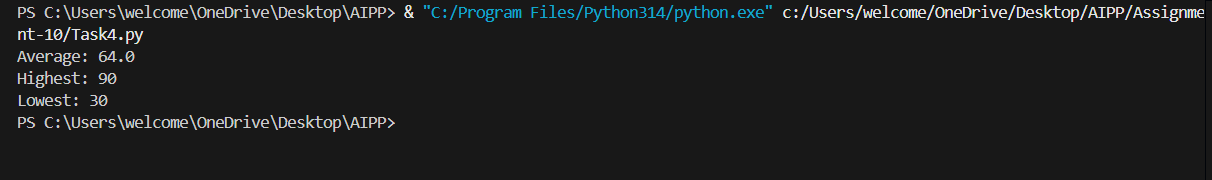 PS C:\Users\welcome\OneDrive\Desktop\AIPP> & "C:/Program Files/Python314/python.exe" c:/Users/welcome/OneDrive/Desktop/AIPP/Assignme
nt-10/Task4.py
Average: 64.0
Highest: 90
Lowest: 30
PS C:\Users\welcome\OneDrive\Desktop\AIPP>